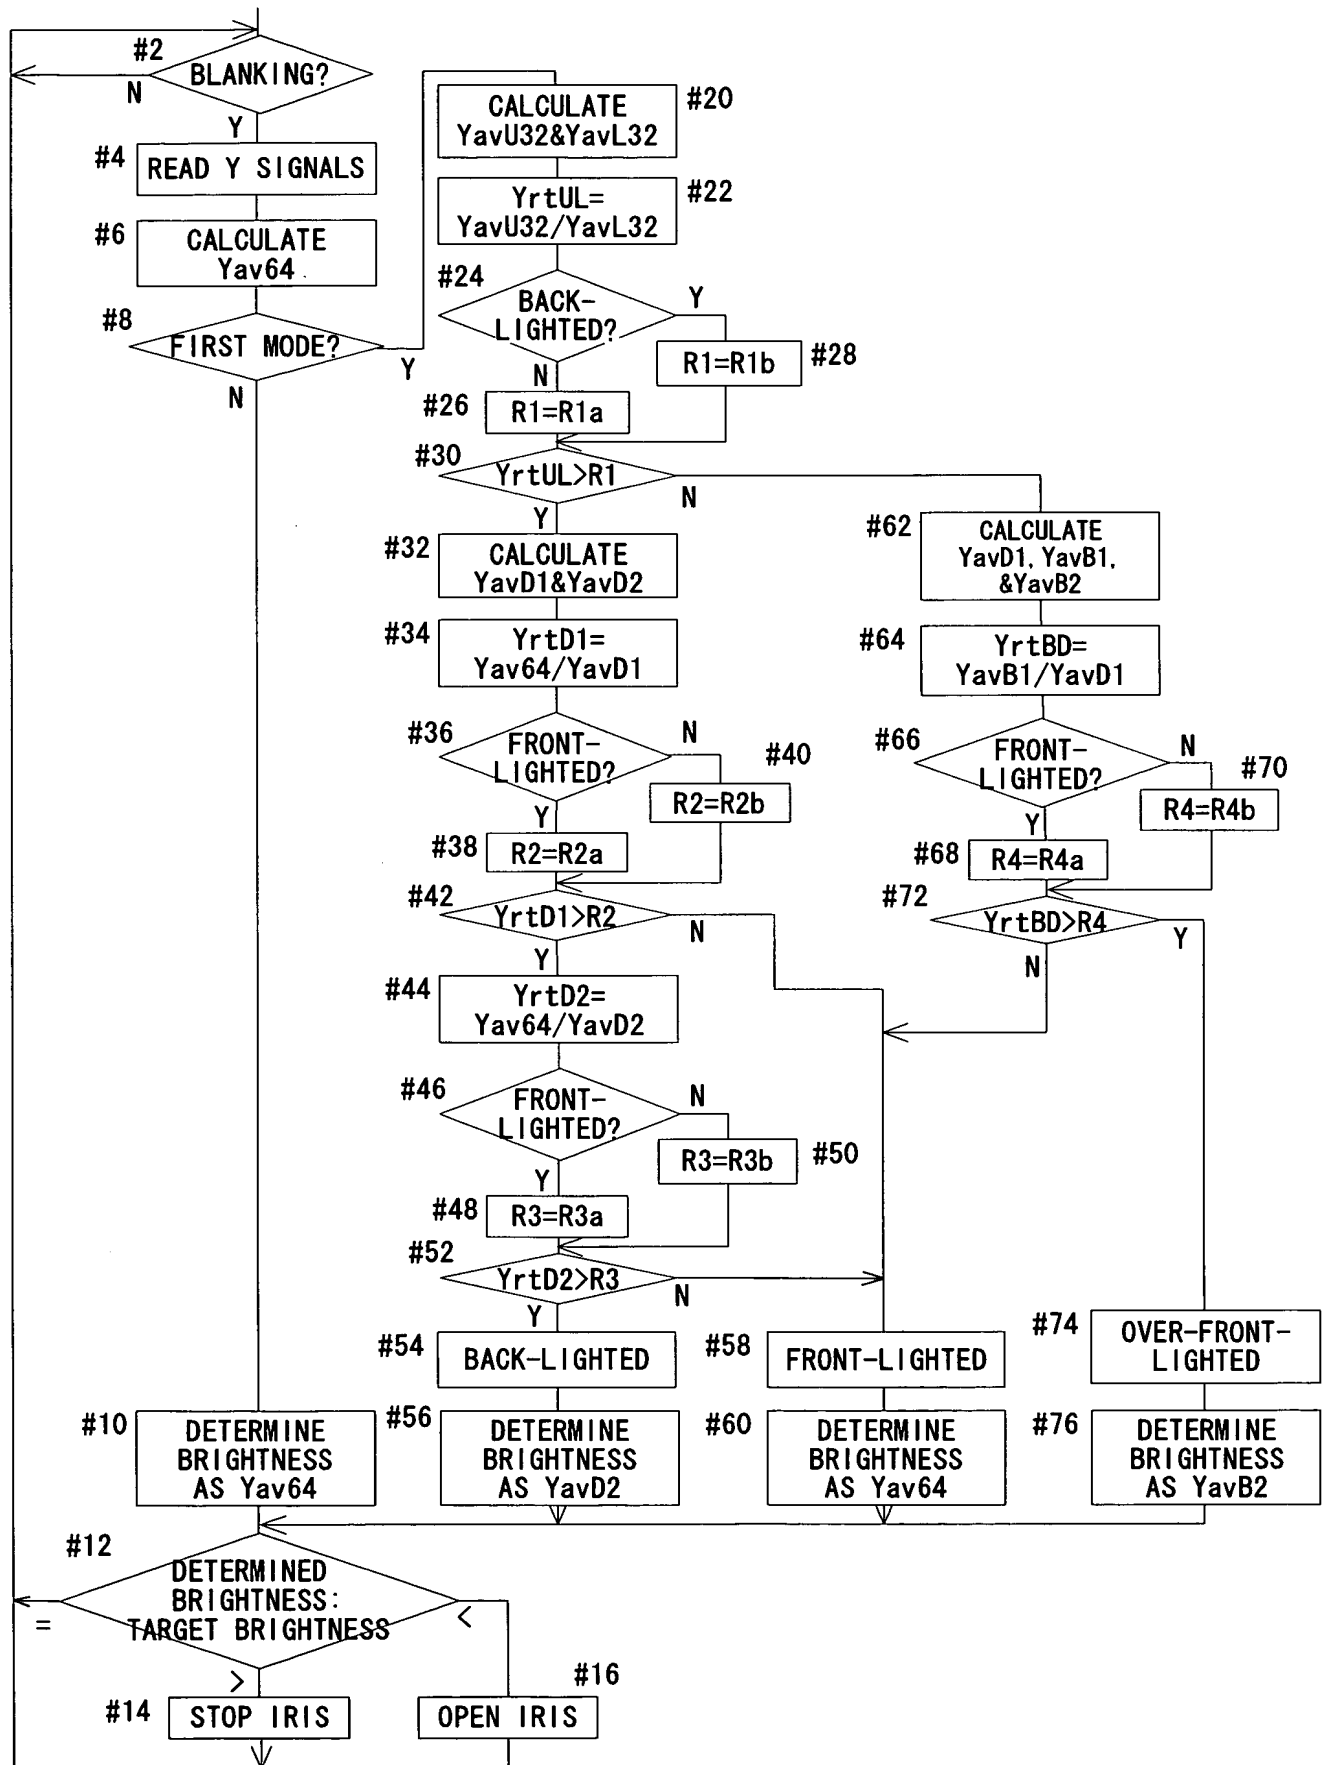 #2
BLANKING?
N
Y
#4
READ Y SIGNALS
#6
CALCULATE
Yav64
#8
FIRST MODE?
Y
N
#20
CALCULATE
YavU32&YavL32
#22
YrtUL=
YavU32/YavL32
#24
BACK-
LIGHTED?
Y
N
R1=R1b
#28
#26
R1=R1a
#30
YrtUL>R1
N
Y
#32
CALCULATE
YavD1&YavD2
#34
YrtD1=
Yav64/YavD1
#36
FRONT-
LIGHTED?
N
Y
#40
R2=R2b
#38
R2=R2a
#42
YrtD1>R2
N
Y
#44
YrtD2=
Yav64/YavD2
#46
FRONT-
LIGHTED?
N
Y
R3=R3b
#50
#48
R3=R3a
#52
YrtD2>R3
N
Y
#54
BACK-LIGHTED
#56
DETERMINE
BRIGHTNESS
AS YavD2
#58
FRONT-LIGHTED
#60
DETERMINE
BRIGHTNESS
AS Yav64
#62
CALCULATE
YavD1, YavB1,
&YavB2
#64
YrtBD=
YavB1/YavD1
#66
FRONT-
LIGHTED?
N
Y
#70
R4=R4b
#68
R4=R4a
#72
YrtBD>R4
Y
N
#74
OVER-FRONT-
LIGHTED
#76
DETERMINE
BRIGHTNESS
AS YavB2
#10
DETERMINE
BRIGHTNESS
AS Yav64
#12
DETERMINED
BRIGHTNESS:
TARGET BRIGHTNESS
=
<
>
#14
STOP IRIS
#16
OPEN IRIS